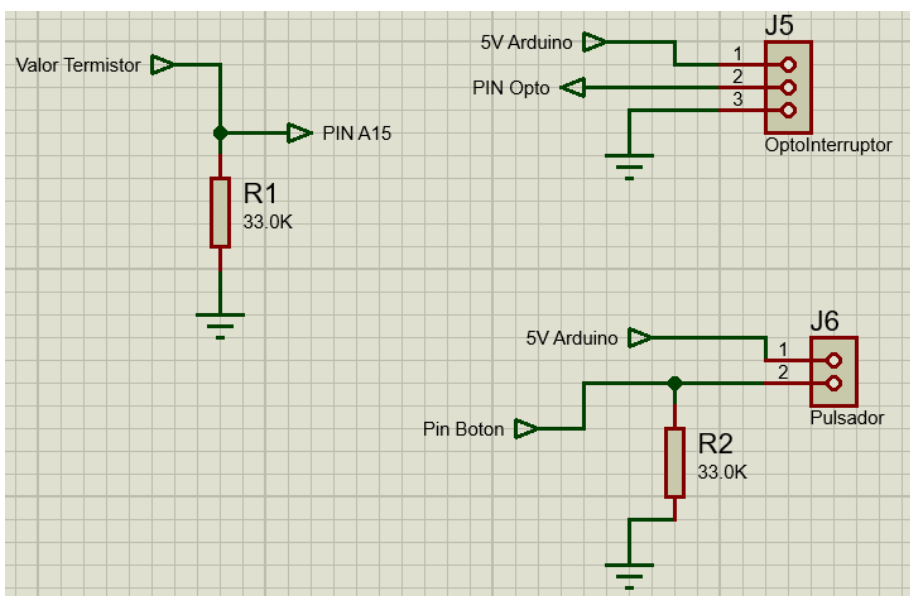 Valor Termistor
PIN A15
R1
33.0K
J5
5V Arduino
1
PIN Opto
2
3
OptoInterruptor
J6
5V Arduino
1
2
Pulsador
Pin Boton
R2
33.0K